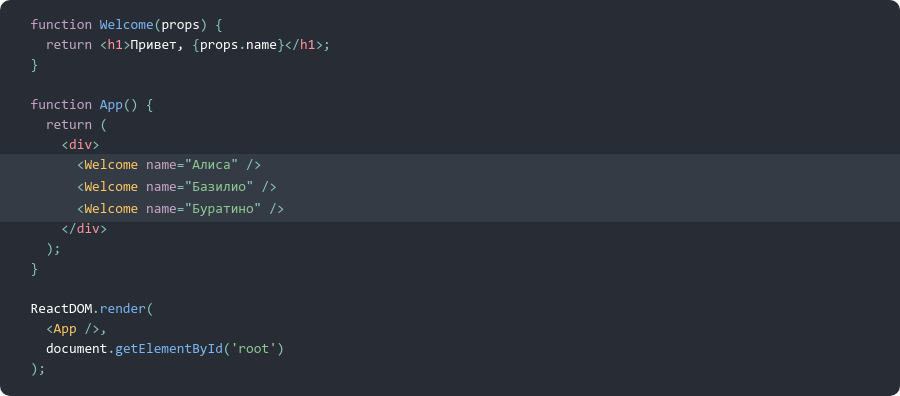 function Welcome(props) {
  return <h1>Привет, {props.name}</h1>;
}

function App() {
  return (
    <div>
      <Welcome name="Алиса" />
      <Welcome name="Базилио" />
      <Welcome name="Буратино" />
    </div>
  );
}

ReactDOM.render(
  <App />,
  document.getElementById('root')
);